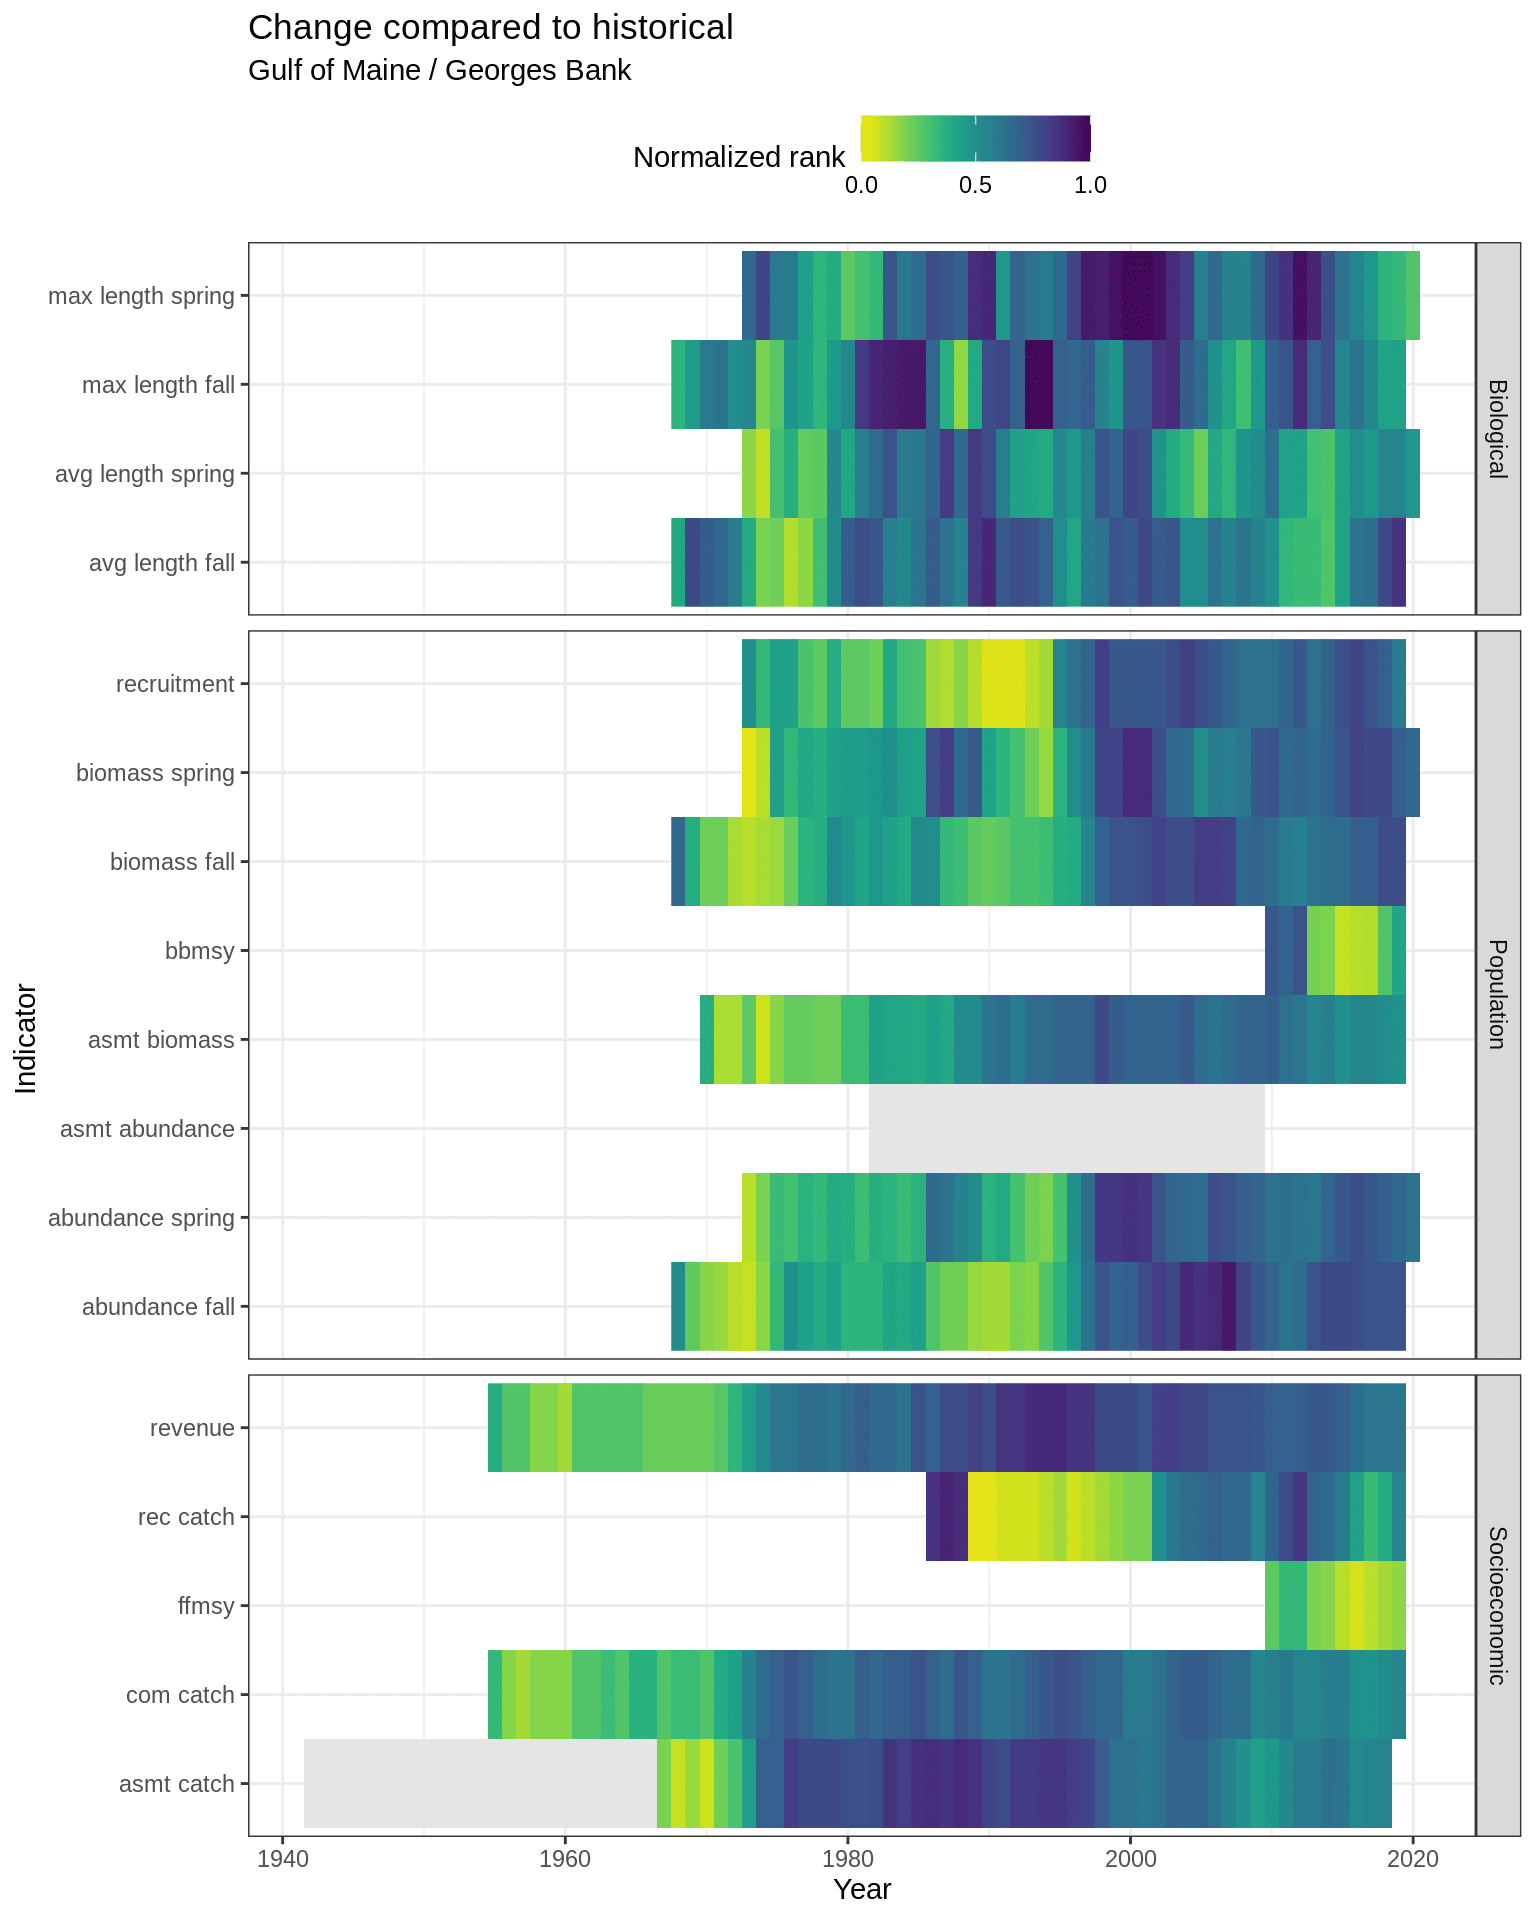 Change compared to historical
Gulf of Maine / Georges Bank
Normalized rank
0.0 0.5 1.0
max length spring
max length fall
avg length spring
avg length fall
Biological
recruitment
biomass spring
biomass fall
bbmsy
asmt biomass
asmt abundance
abundance spring
abundance fall
Population
revenue
rec catch
ffmsy
com catch
asmt catch
Socioeconomic
Indicator
1940 1960 1980 2000 2020
Year